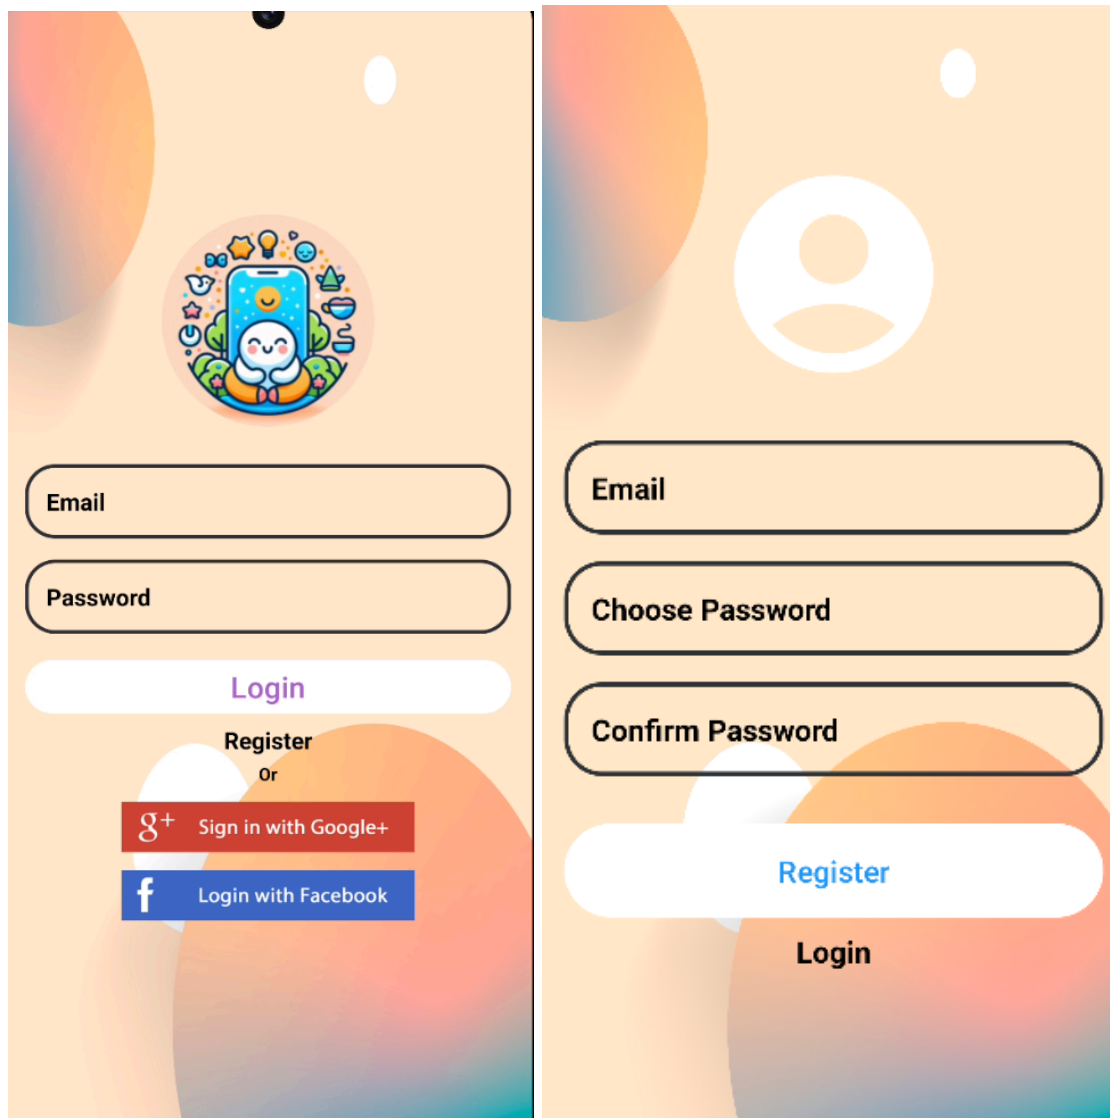 Email
Password
Login
Register
Or
g+ Sign in with Google+
f Login with Facebook
Email
Choose Password
Confirm Password
Register
Login